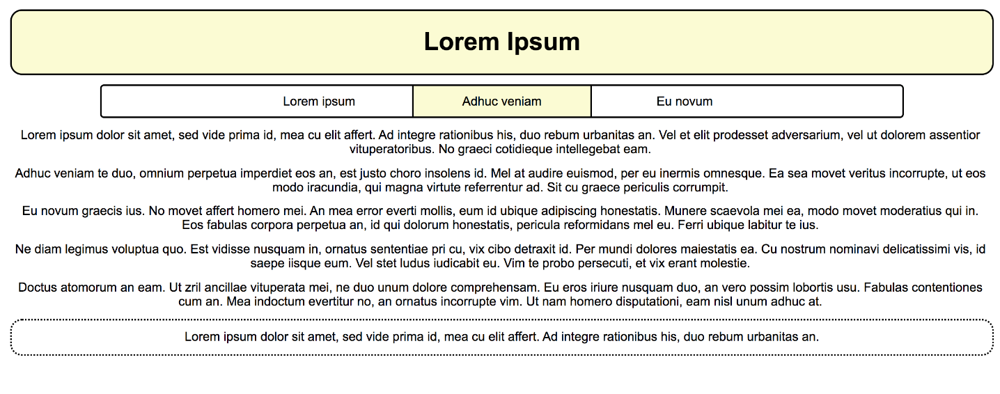 Lorem Ipsum
Lorem ipsum
Adhuc veniam
Eu novum
Lorem ipsum dolor sit amet, sed vide prima id, mea cu elit affert. Ad integre rationibus his, duo rebum urbanitas an. Vel et elit prodesset adversarium, vel ut dolorem assentior
vituperatoribus. No graeci cotidieque intellegebat eam.
Adhuc veniam te duo, omnium perpetua imperdiet eos an, est justo choro insolens id. Mel at audire euismod, per eu inermis omnesque. Ea sea movet veritus incorrupte, ut eos
modo iracundia, qui magna virtute referrentur ad. Sit cu graece periculis corrumpit.
Eu novum graecis ius. No movet affert homero mei. An mea error everti mollis, eum id ubique adipiscing honestatis. Munere scaevola mei ea, modo movet moderatius qui in.
Eos fabulas corpora perpetua an, id qui dolorum honestatis, pericula reformidans mel eu. Ferri ubique labitur te ius.
Ne diam legimus voluptua quo. Est vidisse nusquam in, ornatus sententiae pri cu, vix cibo detraxit id. Per mundi dolores maiestatis ea. Cu nostrum nominavi delicatissimi vis, id
saepe iisque eum. Vel stet ludus iudicabit eu. Vim te probo persecuti, et vix erant molestie.
Doctus atomorum an eam. Ut zril ancillae vituperata mei, ne duo unum dolore comprehensam. Eu eros iriure nusquam duo, an vero possim lobortis usu. Fabulas contentiones
cum an. Mea indoctum evertitur no, an ornatus incorrupte vim. Ut nam homero disputationi, eam nisl unum adhuc at.
Lorem ipsum dolor sit amet, sed vide prima id, mea cu elit affert. Ad integre rationibus his, duo rebum urbanitas an.